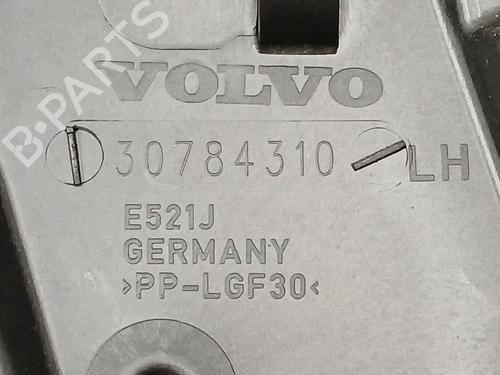 B-PARTS
VOLVO
30784310 LH
E521J
GERMANY
>PP-LGF30<